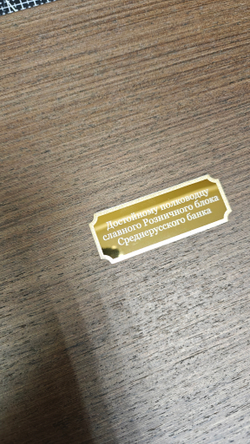 Достойному полководцу
славного Розничного блока
Среднерусского банка